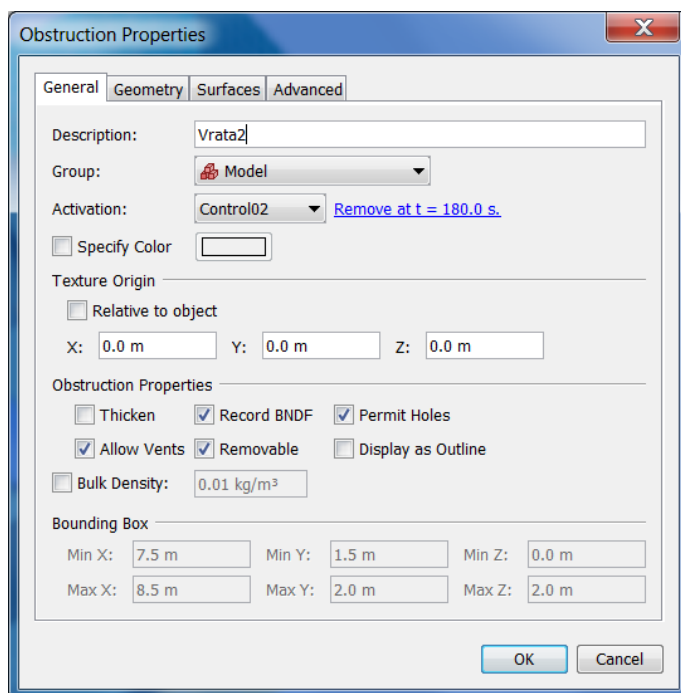 Obstruction Properties
General Geometry Surfaces Advanced
Description: Vrata2
Group: Model
Activation: Control02 Remove at t = 180.0 s.
Specify Color
Texture Origin
Relative to object
X: 0.0 m Y: 0.0 m Z: 0.0 m
Obstruction Properties
Thicken Record BNDF Permit Holes
Allow Vents Removable Display as Outline
Bulk Density: 0.01 kg/m³
Bounding Box
Min X: 7.5 m Min Y: 1.5 m Min Z: 0.0 m
Max X: 8.5 m Max Y: 2.0 m Max Z: 2.0 m
OK Cancel